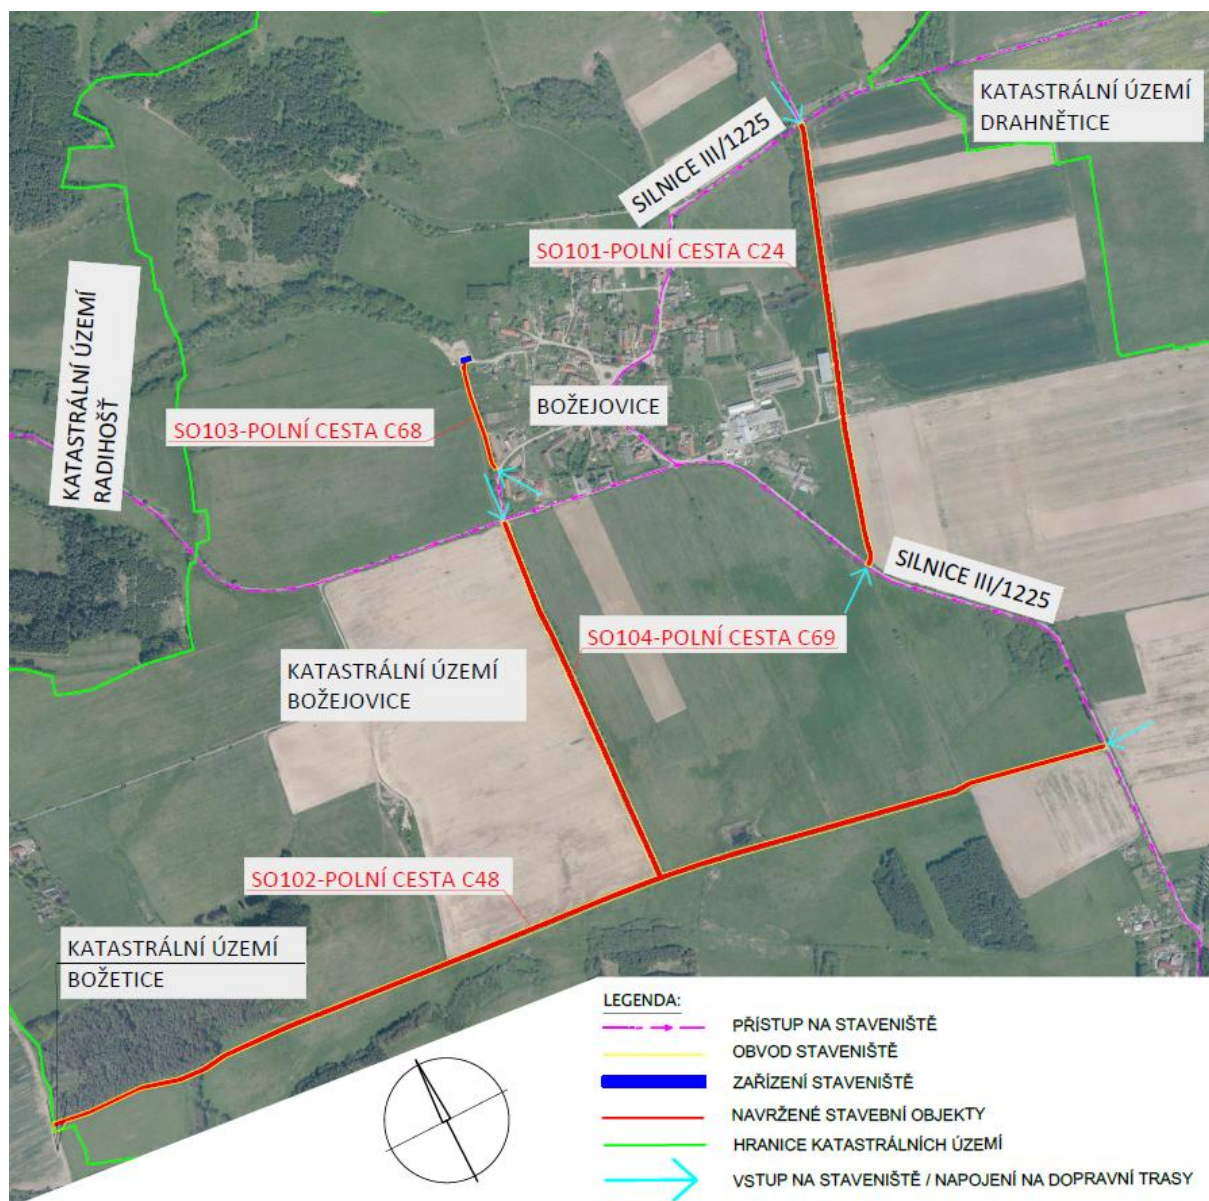 KATASTRÁLNÍ ÚZEMÍ
DRAHNĚTICE
SILNICE III/1225
SO101-POLNÍ CESTA C24
KATASTRÁLNÍ ÚZEMÍ
RADIHOŠŤ
BOŽEJOVICE
SO103-POLNÍ CESTA C68
SILNICE III/1225
SO104-POLNÍ CESTA C69
KATASTRÁLNÍ ÚZEMÍ
BOŽEJOVICE
SO102-POLNÍ CESTA C48
KATASTRÁLNÍ ÚZEMÍ
BOŽETICE
LEGENDA:
PŘÍSTUP NA STAVENIŠTĚ
OBVOD STAVENIŠTĚ
ZAŘÍZENÍ STAVENIŠTĚ
NAVRŽENÉ STAVEBNÍ OBJEKTY
HRANICE KATASTRÁLNÍCH ÚZEMÍ
VSTUP NA STAVENIŠTĚ / NAPOJENÍ NA DOPRAVNÍ TRASY